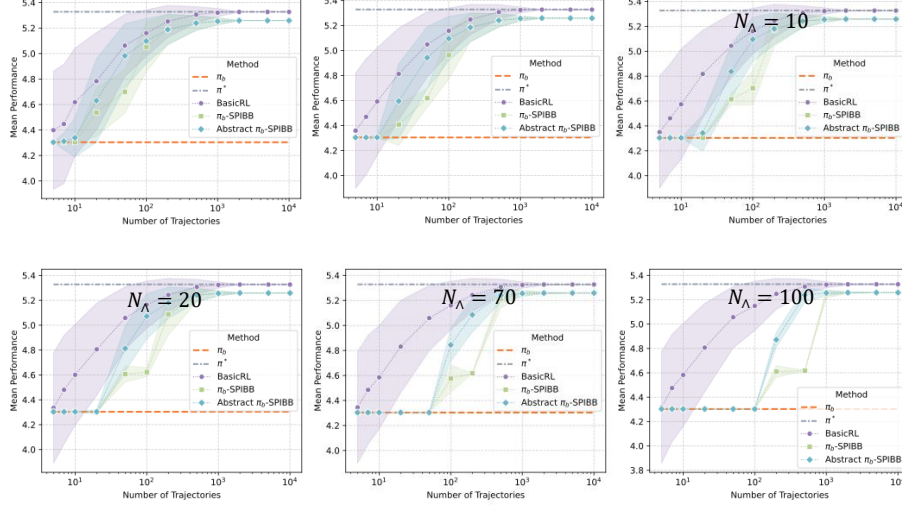 5.4
5.2
5.0
4.8
4.6
4.4
4.2
4.0
Mean Performance
Method
π_b
π*
BasicRL
π_b-SPIBB
Abstract π_b-SPIBB
10^1
10^2
10^3
10^4
Number of Trajectories
5.4
5.2
5.0
4.8
4.6
4.4
4.2
4.0
Mean Performance
Method
π_b
π*
BasicRL
π_b-SPIBB
Abstract π_b-SPIBB
10^1
10^2
10^3
10^4
Number of Trajectories
N_Λ = 10
5.4
5.2
5.0
4.8
4.6
4.4
4.2
4.0
Mean Performance
Method
π_b
π*
BasicRL
π_b-SPIBB
Abstract π_b-SPIBB
10^1
10^2
10^3
10^4
Number of Trajectories
N_Λ = 20
5.4
5.2
5.0
4.8
4.6
4.4
4.2
4.0
Mean Performance
Method
π_b
π*
BasicRL
π_b-SPIBB
Abstract π_b-SPIBB
10^1
10^2
10^3
10^4
Number of Trajectories
N_Λ = 70
5.4
5.2
5.0
4.8
4.6
4.4
4.2
4.0
Mean Performance
Method
π_b
π*
BasicRL
π_b-SPIBB
Abstract π_b-SPIBB
10^1
10^2
10^3
10^4
Number of Trajectories
N_Λ = 100
5.4
5.2
5.0
4.8
4.6
4.4
4.2
4.0
3.8
Mean Performance
Method
π_b
π*
BasicRL
π_b-SPIBB
Abstract π_b-SPIBB
10^1
10^2
10^3
10^4
Number of Trajectories